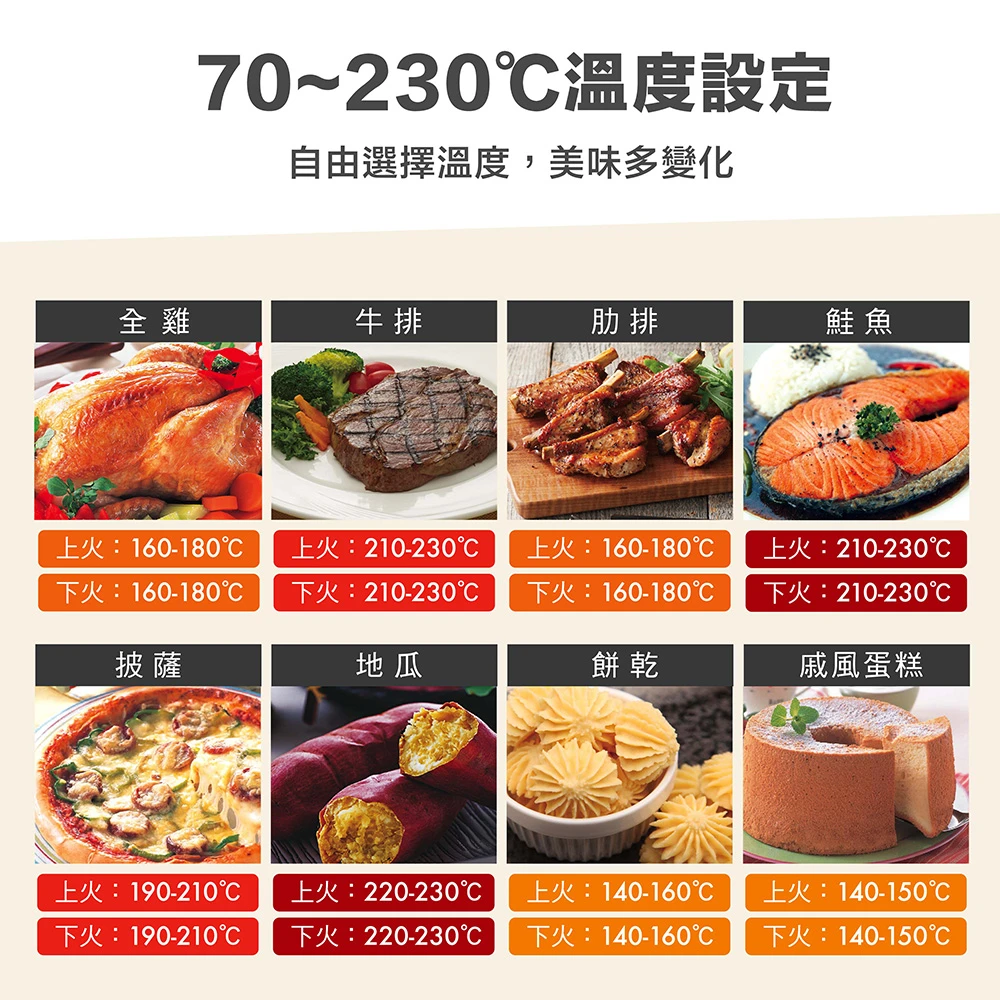 70~230℃溫度設定
自由選擇溫度，美味多變化
全雞
牛排
肋排
鮭魚
上火：160-180℃
上火：210-230℃
上火：160-180℃
上火：210-230℃
下火：160-180℃
下火：210-230℃
下火：160-180℃
下火：210-230℃
披薩
地瓜
餅乾
戚風蛋糕
上火：190-210℃
上火：220-230℃
上火：140-160℃
上火：140-150℃
下火：190-210℃
下火：220-230℃
下火：140-160℃
下火：140-150℃